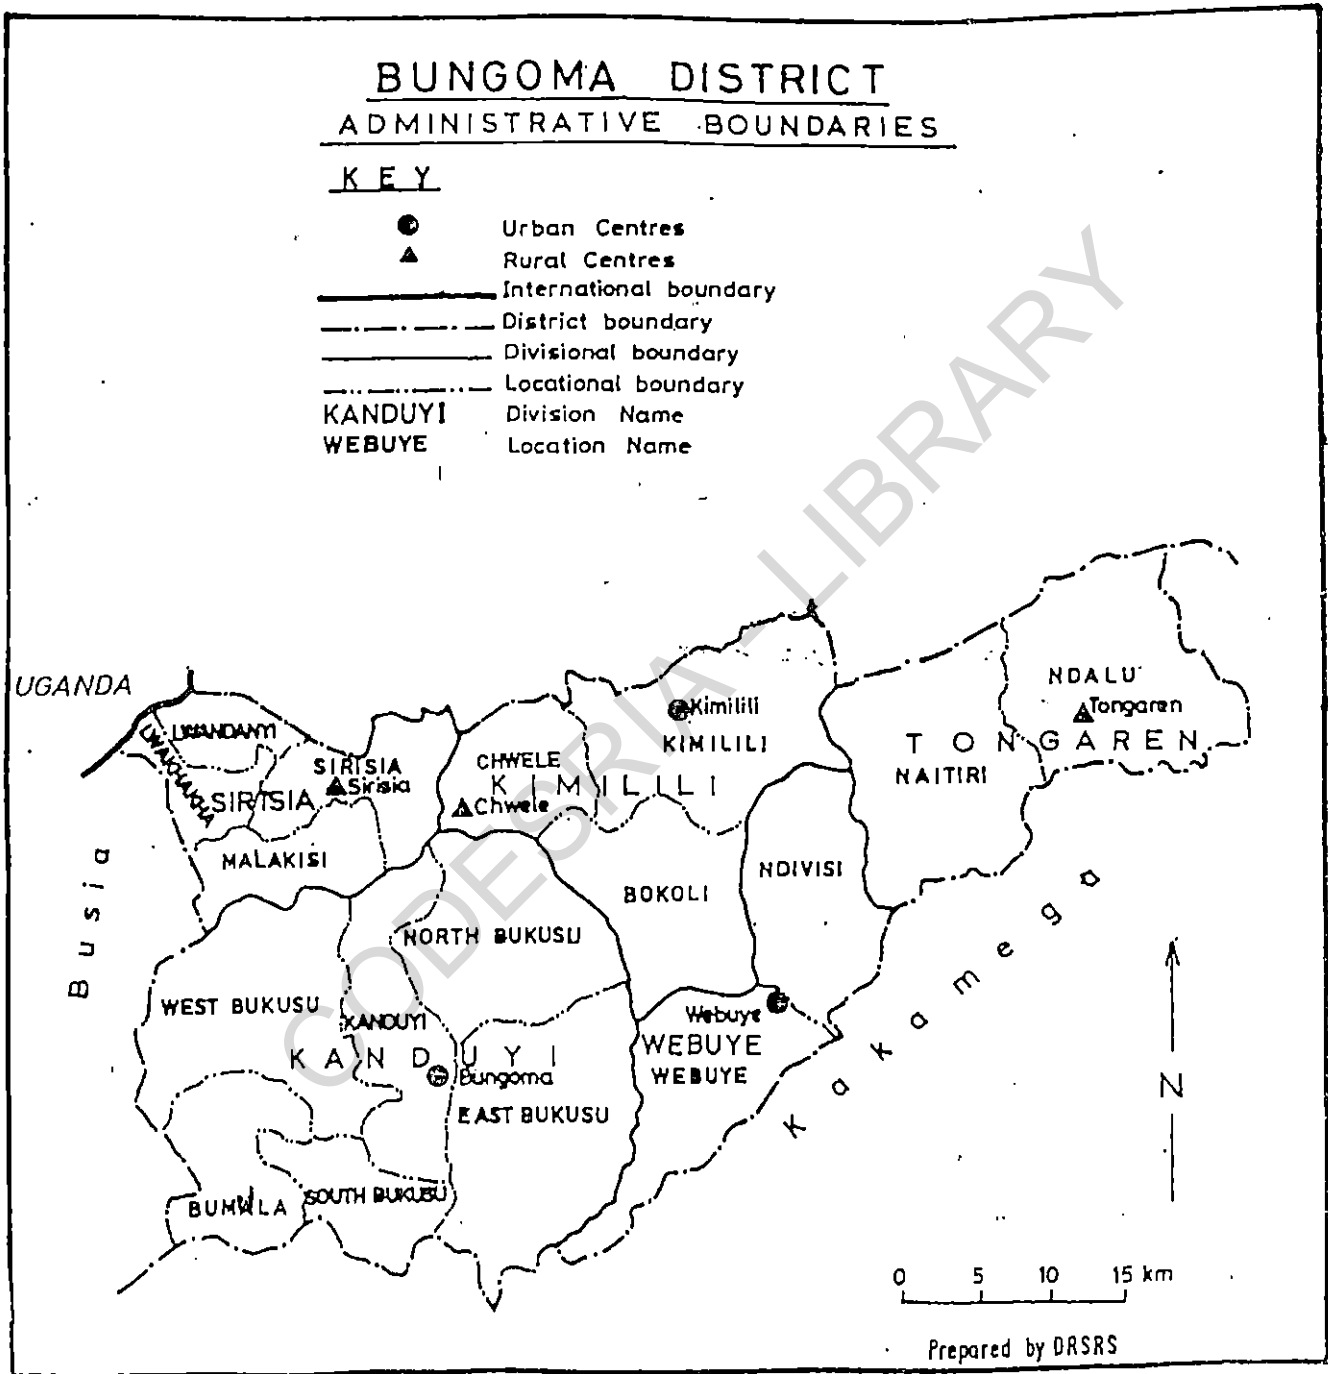 BUNGOMA DISTRICT
ADMINISTRATIVE BOUNDARIES
KEY
Urban Centres
Rural Centres
International boundary
District boundary
Divisional boundary
Locational boundary
KANDUYI Division Name
WEBUYE Location Name
CODESRIA - LIBRARY
UGANDA
LWANDANYI
LWAKHAKHA
SIRISIA
Sirisia
SIRISIA
MALAKISI
CHWELE
KIMILILI
Chwele
Kimilili
KIMILILI
NDALU
Tongaren
TONGAREN
NAITIRI
Busia
BOKOLI
NDIVISI
NORTH BUKUSU
WEST BUKUSU
KANDUYI
KANDUYI
Bungoma
EAST BUKUSU
Webuye
WEBUYE
WEBUYE
Kakamega
BUMULA
SOUTH BUKUSU
N
0 5 10 15 km
Prepared by DRSRS